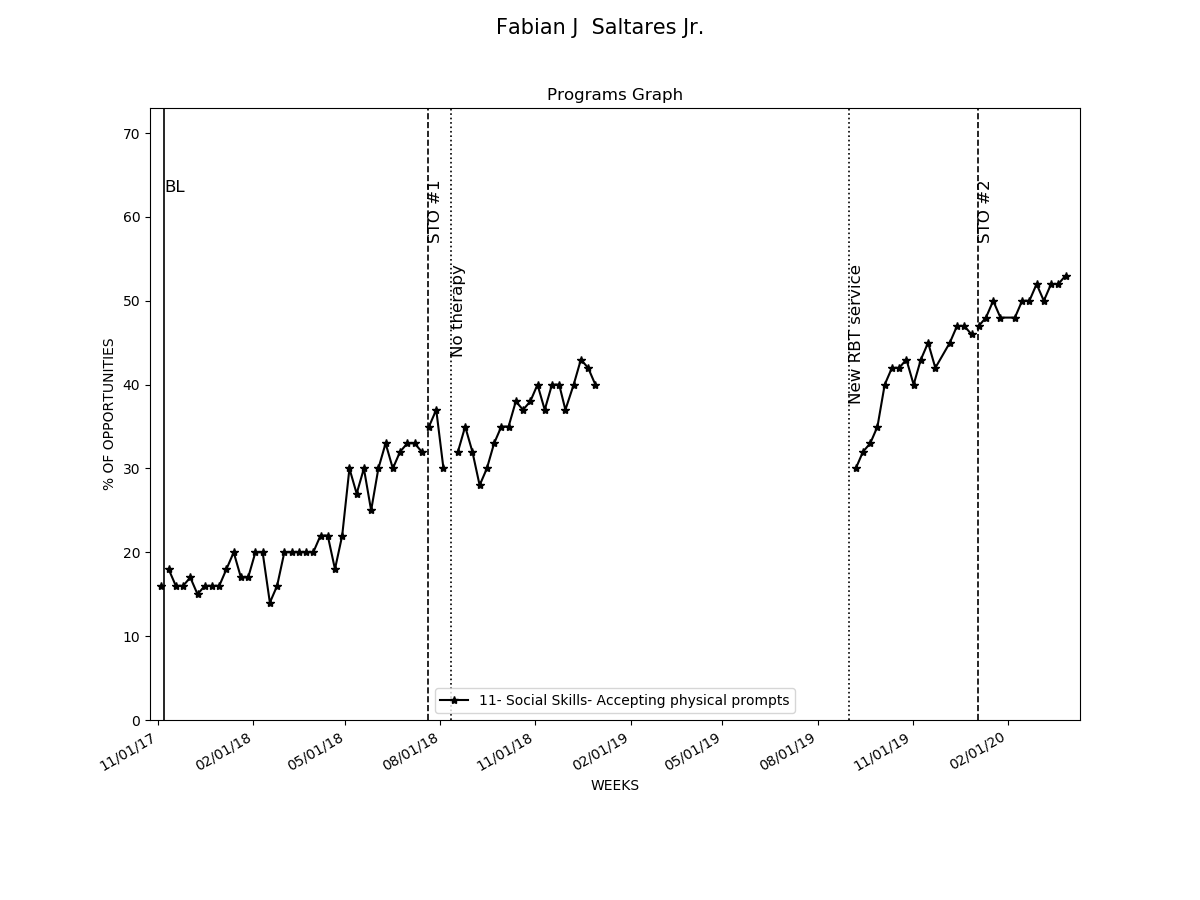 Fabian J  Saltares Jr.
Programs Graph
70
60
50
40
30
20
10
0
% OF OPPORTUNITIES
BL
STO #1
No therapy
New RBT service
STO #2
11- Social Skills- Accepting physical prompts
11/01/17
02/01/18
05/01/18
08/01/18
11/01/18
02/01/19
05/01/19
08/01/19
11/01/19
02/01/20
WEEKS